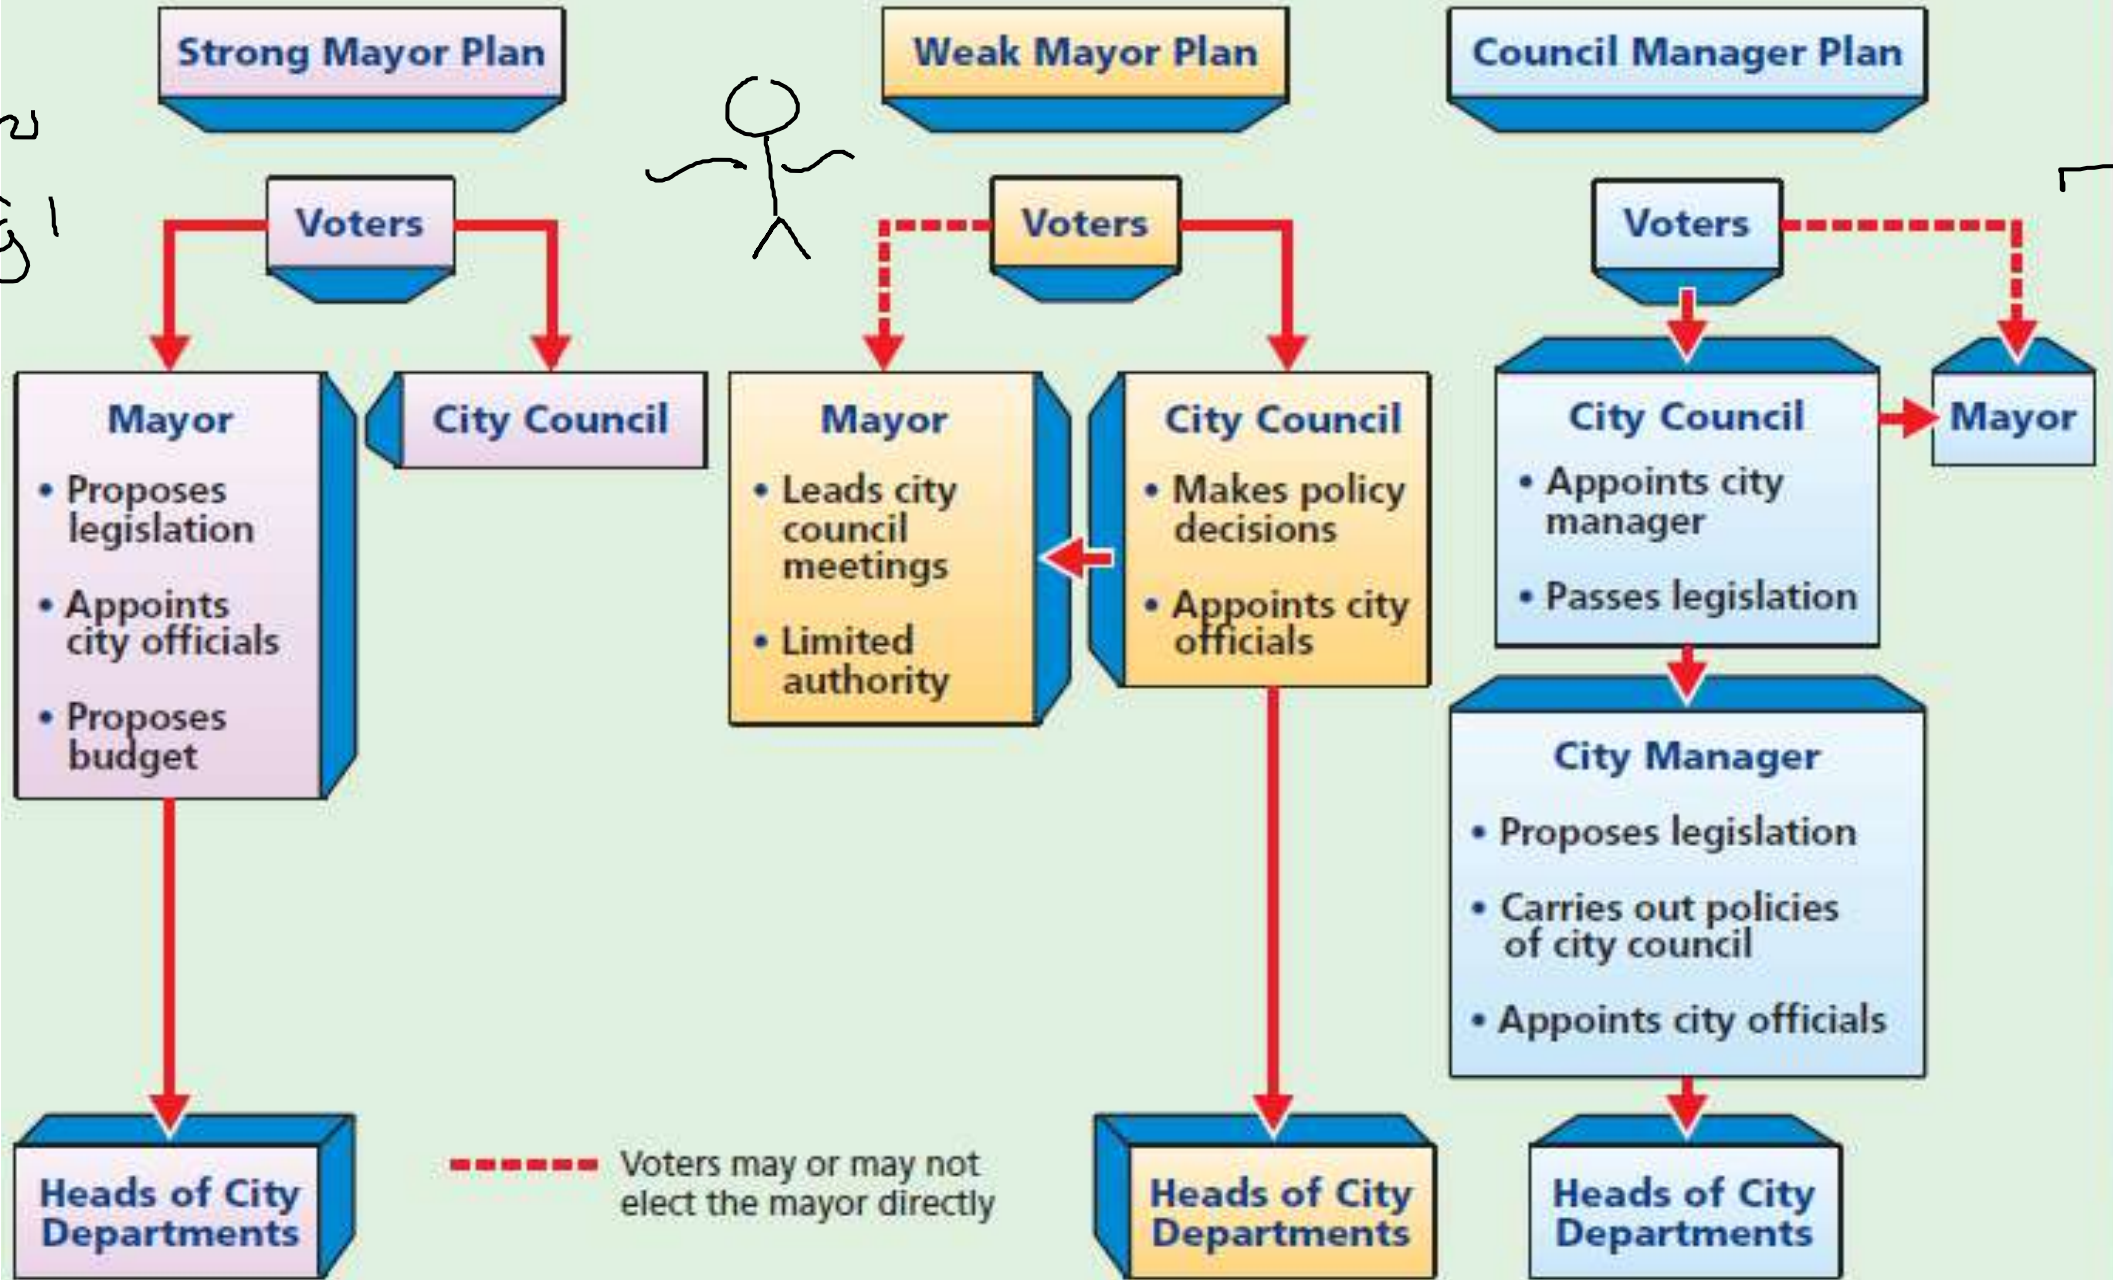 Strong Mayor Plan
Voters
Mayor
• Proposes
legislation
• Appoints
city officials
• Proposes
budget
City Council
Heads of City
Departments
Weak Mayor Plan
Voters
Mayor
• Leads city
council
meetings
• Limited
authority
City Council
• Makes policy
decisions
• Appoints city
officials
Heads of City
Departments
Council Manager Plan
Voters
City Council
• Appoints city
manager
• Passes legislation
Mayor
City Manager
• Proposes legislation
• Carries out policies
of city council
• Appoints city officials
Heads of City
Departments
Voters may or may not
elect the mayor directly